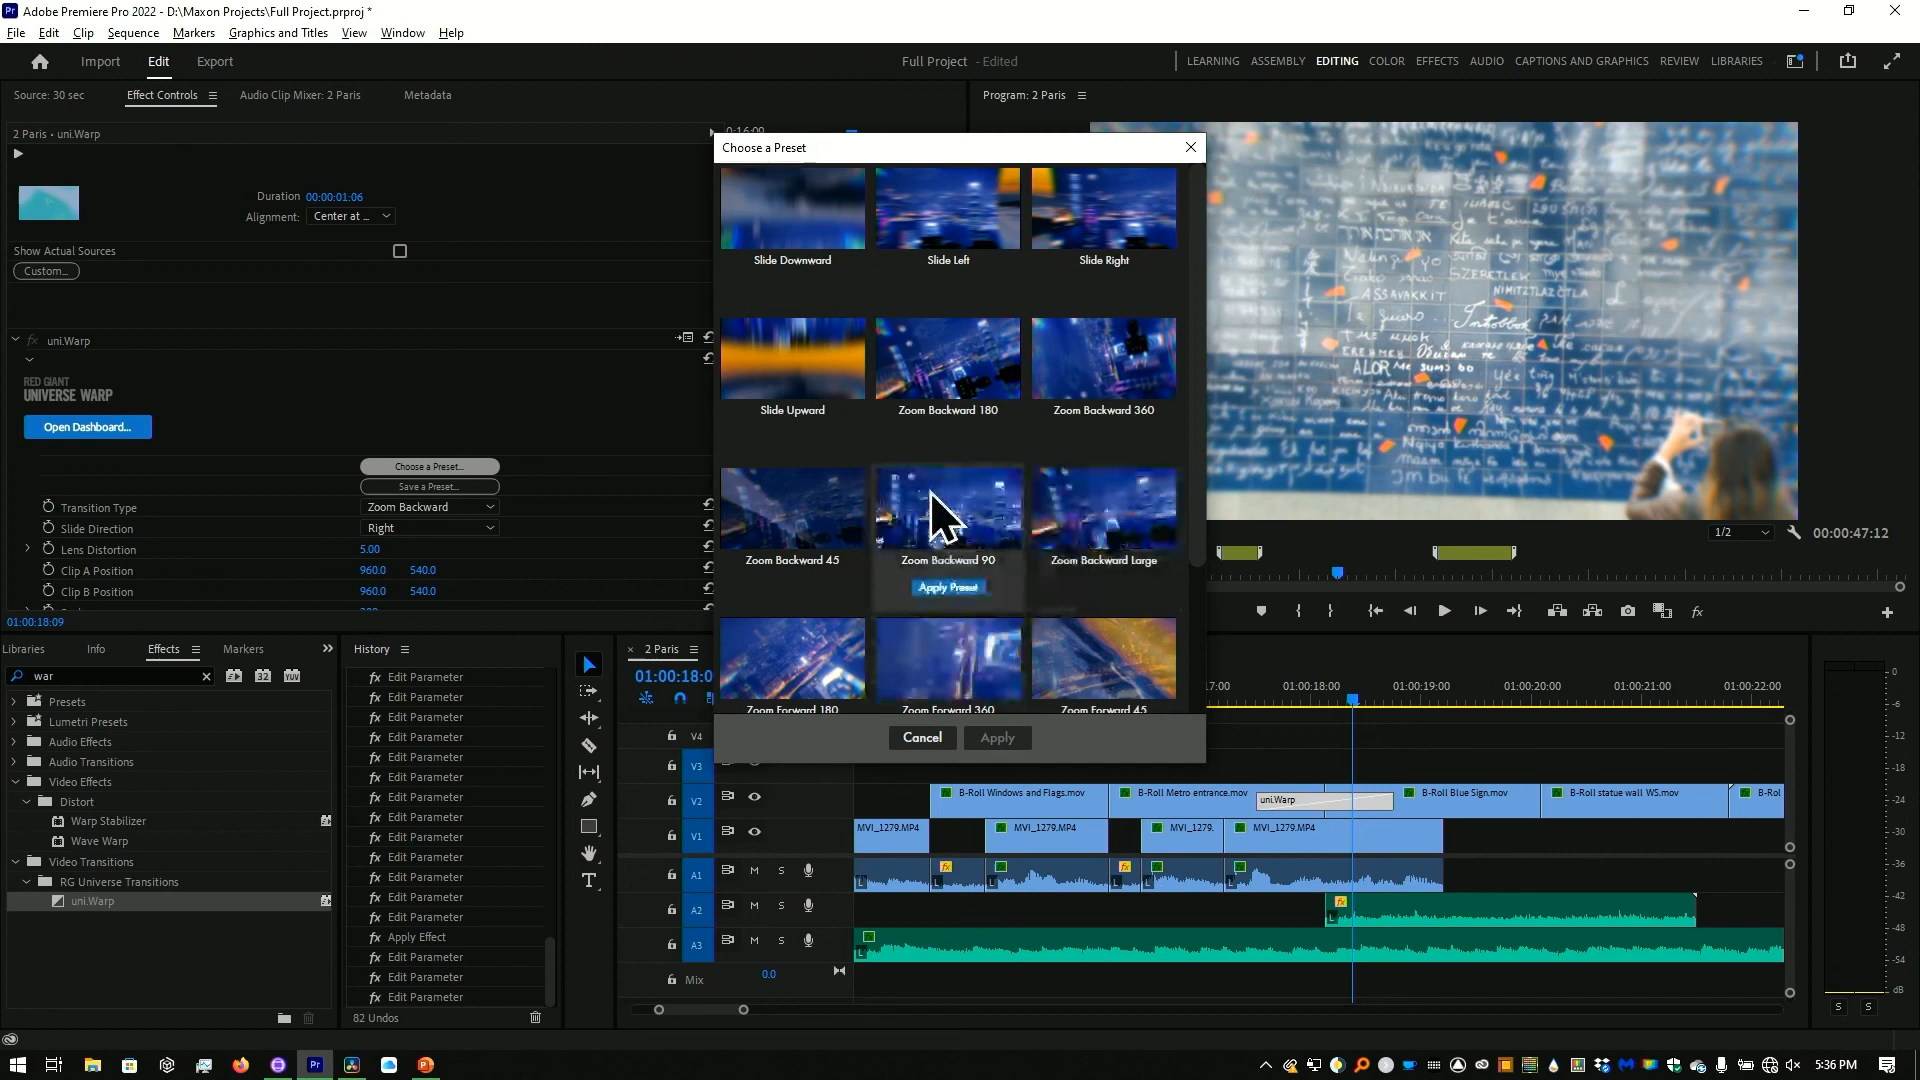 Adobe Premiere Pro 2022 - D:\Maxon Projects\Full Project.prproj *
File Edit Clip Sequence Markers Graphics and Titles View Window Help
Import Edit Export
Full Project - Edited
LEARNING ASSEMBLY EDITING COLOR EFFECTS AUDIO CAPTIONS AND GRAPHICS REVIEW LIBRARIES
Source: 30 sec Effect Controls Audio Clip Mixer: 2 Paris Metadata
Program: 2 Paris
2 Paris • uni.Warp
0:16:09
Duration 00:00:01:06
Alignment: Center at ...
Show Actual Sources
Custom...
uni.Warp
RED GIANT
UNIVERSE WARP
Open Dashboard...
Choose a Preset...
Save a Preset...
Transition Type Zoom Backward
Slide Direction Right
Lens Distortion 5.00
Clip A Position 960.0 540.0
Clip B Position 960.0 540.0
01:00:18:09
Choose a Preset
Slide Downward Slide Left Slide Right
Slide Upward Zoom Backward 180 Zoom Backward 360
Zoom Backward 45 Zoom Backward 90 Zoom Backward Large
Apply Preset
Zoom Forward 180 Zoom Forward 360 Zoom Forward 45
Cancel Apply
ASSAVAKKIT
SZERETLEK
ALOR
1/2 00:00:47:12
Libraries Info Effects Markers
war
32 YUV
Presets
Lumetri Presets
Audio Effects
Audio Transitions
Video Effects
Distort
Warp Stabilizer
Wave Warp
Video Transitions
RG Universe Transitions
uni.Warp
History
fx Edit Parameter
fx Edit Parameter
fx Edit Parameter
fx Edit Parameter
fx Edit Parameter
fx Edit Parameter
fx Edit Parameter
fx Edit Parameter
fx Edit Parameter
fx Edit Parameter
fx Edit Parameter
fx Edit Parameter
fx Edit Parameter
fx Apply Effect
fx Edit Parameter
fx Edit Parameter
fx Edit Parameter
82 Undos
2 Paris
01:00:18:0
17:00 01:00:18:00 01:00:19:00 01:00:20:00 01:00:21:00 01:00:22:00
V4
V3
V2 B-Roll Windows and Flags.mov B-Roll Metro entrance.mov uni.Warp B-Roll Blue Sign.mov B-Roll statue wall WS.mov B-Rol
V1 MVI_1279.MP4 MVI_1279.MP4 MVI_1279. MVI_1279.MP4
A1 M S
A2 M S
A3 M S
Mix 0.0
0
-6
-12
-18
-24
-30
-36
-42
-48
-54
dB
S S
5:36 PM